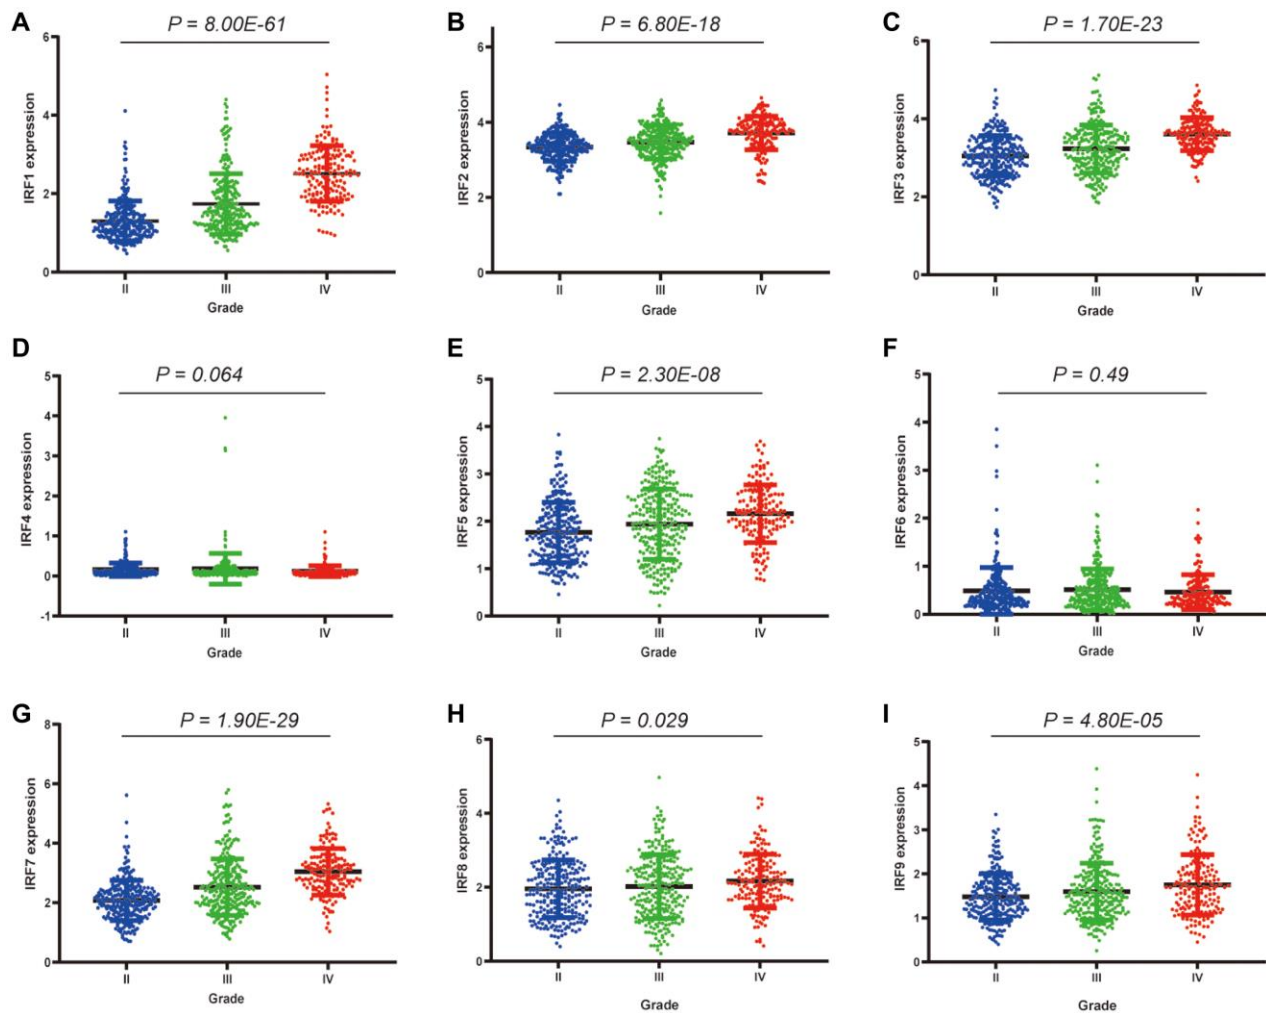 A
P = 8.00E-61
IRF1 expression
6
4
2
0
II
III
IV
Grade
B
P = 6.80E-18
IRF2 expression
6
4
2
0
II
III
IV
Grade
C
P = 1.70E-23
IRF3 expression
6
4
2
0
II
III
IV
Grade
D
P = 0.064
IRF4 expression
5
4
3
2
1
0
-1
II
III
IV
Grade
E
P = 2.30E-08
IRF5 expression
5
4
3
2
1
0
II
III
IV
Grade
F
P = 0.49
IRF6 expression
5
4
3
2
1
0
II
III
IV
Grade
G
P = 1.90E-29
IRF7 expression
8
6
4
2
0
II
III
IV
Grade
H
P = 0.029
IRF8 expression
6
4
2
0
II
III
IV
Grade
I
P = 4.80E-05
IRF9 expression
5
4
3
2
1
0
II
III
IV
Grade